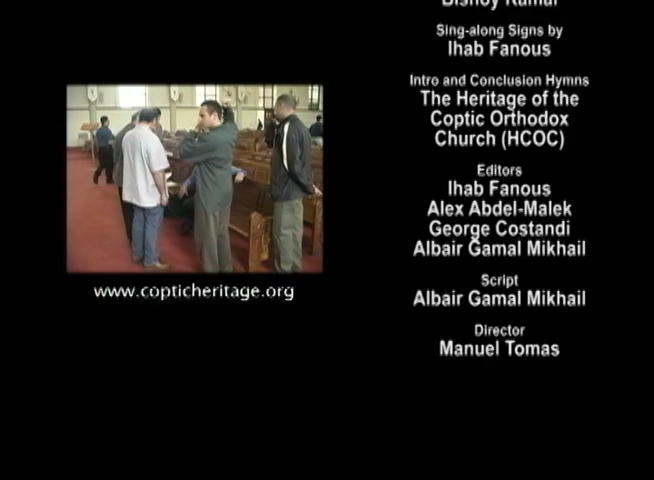 Bishoy Kamal
Sing-along Signs by
Ihab Fanous
Intro and Conclusion Hymns
The Heritage of the
Coptic Orthodox
Church (HCOC)
Editors
Ihab Fanous
Alex Abdel-Malek
George Costandi
Albair Gamal Mikhail
Script
Albair Gamal Mikhail
Director
Manuel Tomas
www.copticheritage.org